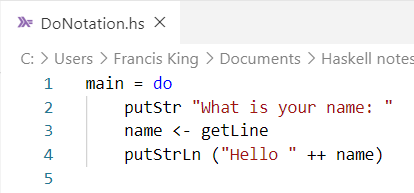 DoNotation.hs ×
C: > Users > Francis King > Documents > Haskell notes
1 main = do
2     putStr "What is your name: "
3     name <- getLine
4     putStrLn ("Hello " ++ name)
5